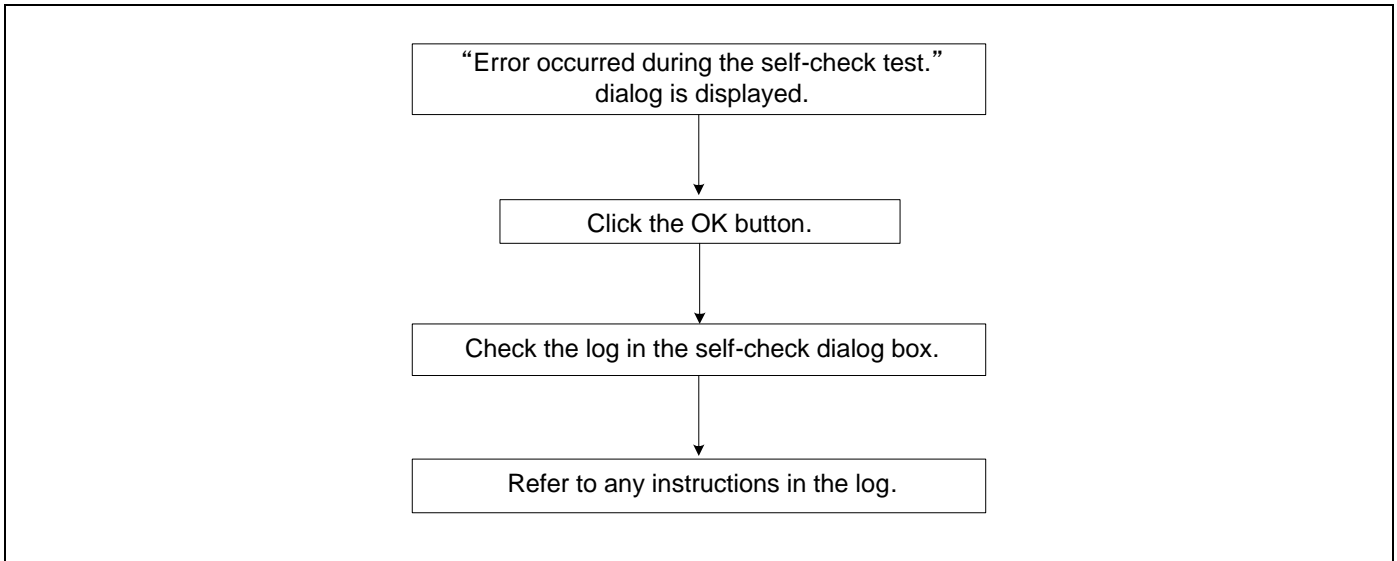 “Error occurred during the self-check test.”
dialog is displayed.
Click the OK button.
Check the log in the self-check dialog box.
Refer to any instructions in the log.